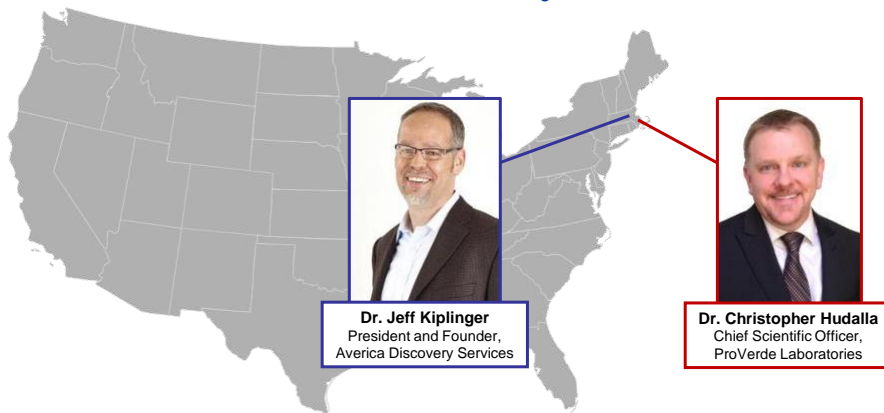 Dr. Jeff Kiplinger
President and Founder,
Averica Discovery Services
Dr. Christopher Hudalla
Chief Scientific Officer,
ProVerde Laboratories